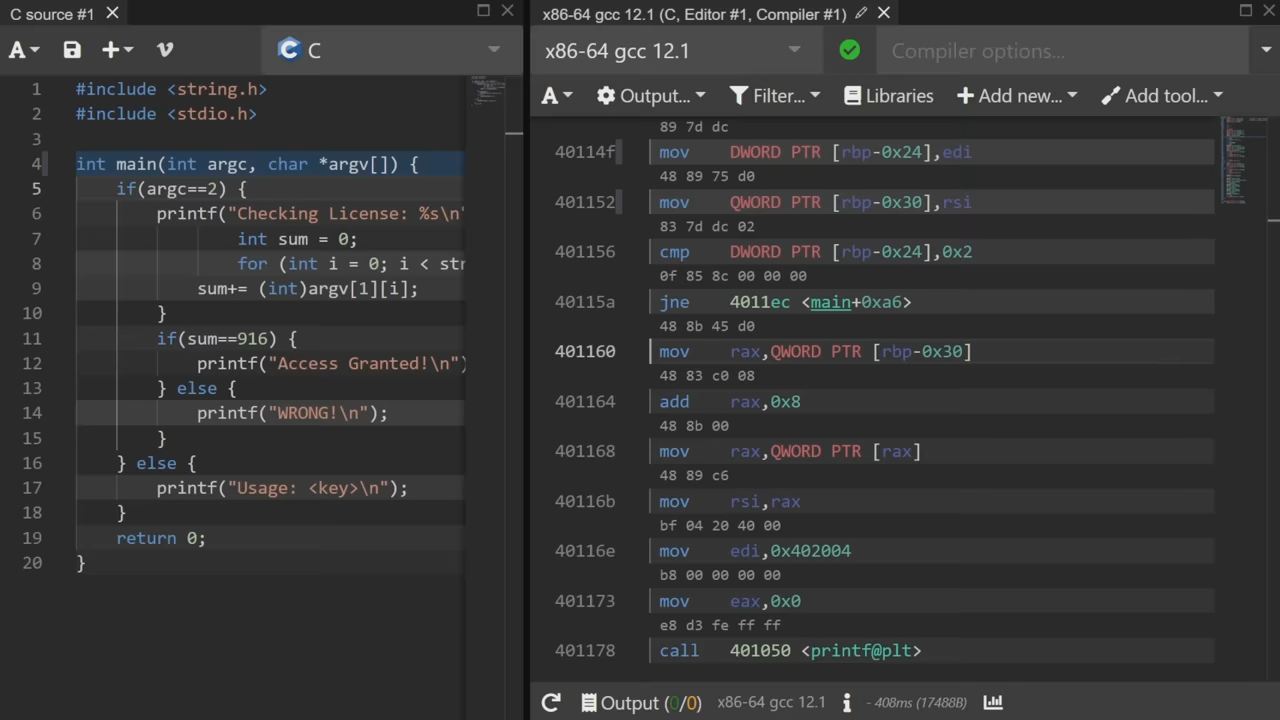 C source #1
A
C
1 #include <string.h>
2 #include <stdio.h>
3
4 int main(int argc, char *argv[]) {
5 if(argc==2) {
6 printf("Checking License: %s\n"
7 int sum = 0;
8 for (int i = 0; i < str
9 sum+= (int)argv[1][i];
10 }
11 if(sum==916) {
12 printf("Access Granted!\n")
13 } else {
14 printf("WRONG!\n");
15 }
16 } else {
17 printf("Usage: <key>\n");
18 }
19 return 0;
20 }
x86-64 gcc 12.1 (C, Editor #1, Compiler #1)
x86-64 gcc 12.1
Compiler options...
A Output... Filter... Libraries Add new... Add tool...
89 7d dc
40114f mov DWORD PTR [rbp-0x24],edi
48 89 75 d0
401152 mov QWORD PTR [rbp-0x30],rsi
83 7d dc 02
401156 cmp DWORD PTR [rbp-0x24],0x2
0f 85 8c 00 00 00
40115a jne 4011ec <main+0xa6>
48 8b 45 d0
401160 mov rax,QWORD PTR [rbp-0x30]
48 83 c0 08
401164 add rax,0x8
48 8b 00
401168 mov rax,QWORD PTR [rax]
48 89 c6
40116b mov rsi,rax
bf 04 20 40 00
40116e mov edi,0x402004
b8 00 00 00 00
401173 mov eax,0x0
e8 d3 fe ff ff
401178 call 401050 <printf@plt>
Output (0/0) x86-64 gcc 12.1 i - 408ms (17488B)